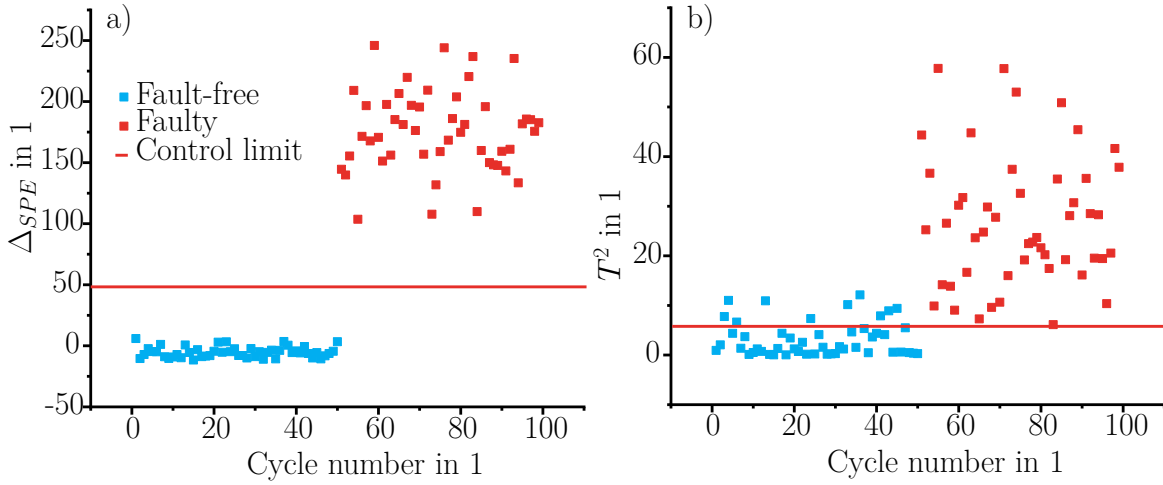 a)
250
200
150
100
50
0
-50
Δ_SPE in 1
Fault-free
Faulty
Control limit
0 20 40 60 80 100
Cycle number in 1
b)
60
40
20
0
T² in 1
0 20 40 60 80 100
Cycle number in 1